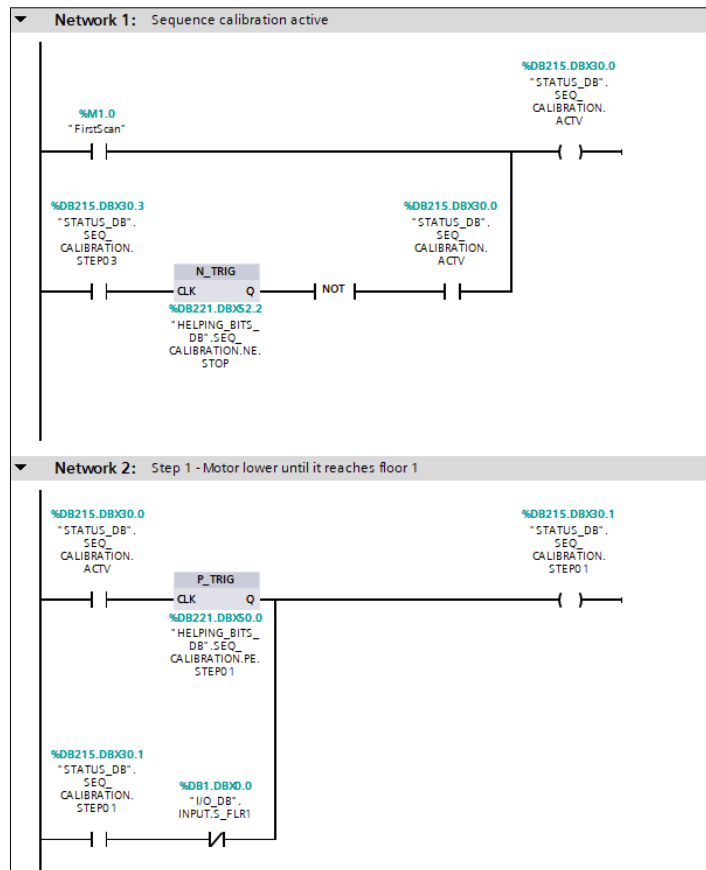 Network 1: Sequence calibration active
%DB215.DBX30.0
"STATUS_DB".
SEQ_
CALIBRATION.
ACTV
%M1.0
"FirstScan"
%DB215.DBX30.3
"STATUS_DB".
SEQ_
CALIBRATION.
STEP03
%DB215.DBX30.0
"STATUS_DB".
SEQ_
CALIBRATION.
ACTV
N_TRIG
CLK Q
NOT
%DB221.DBX52.2
"HELPING_BITS_
DB".SEQ_
CALIBRATION.NE.
STOP
Network 2: Step 1 - Motor lower until it reaches floor 1
%DB215.DBX30.0
"STATUS_DB".
SEQ_
CALIBRATION.
ACTV
%DB215.DBX30.1
"STATUS_DB".
SEQ_
CALIBRATION.
STEP01
P_TRIG
CLK Q
%DB221.DBX50.0
"HELPING_BITS_
DB".SEQ_
CALIBRATION.PE.
STEP01
%DB215.DBX30.1
"STATUS_DB".
SEQ_
CALIBRATION.
STEP01
%DB1.DBX0.0
"I/O_DB".
INPUT.S_FLR1